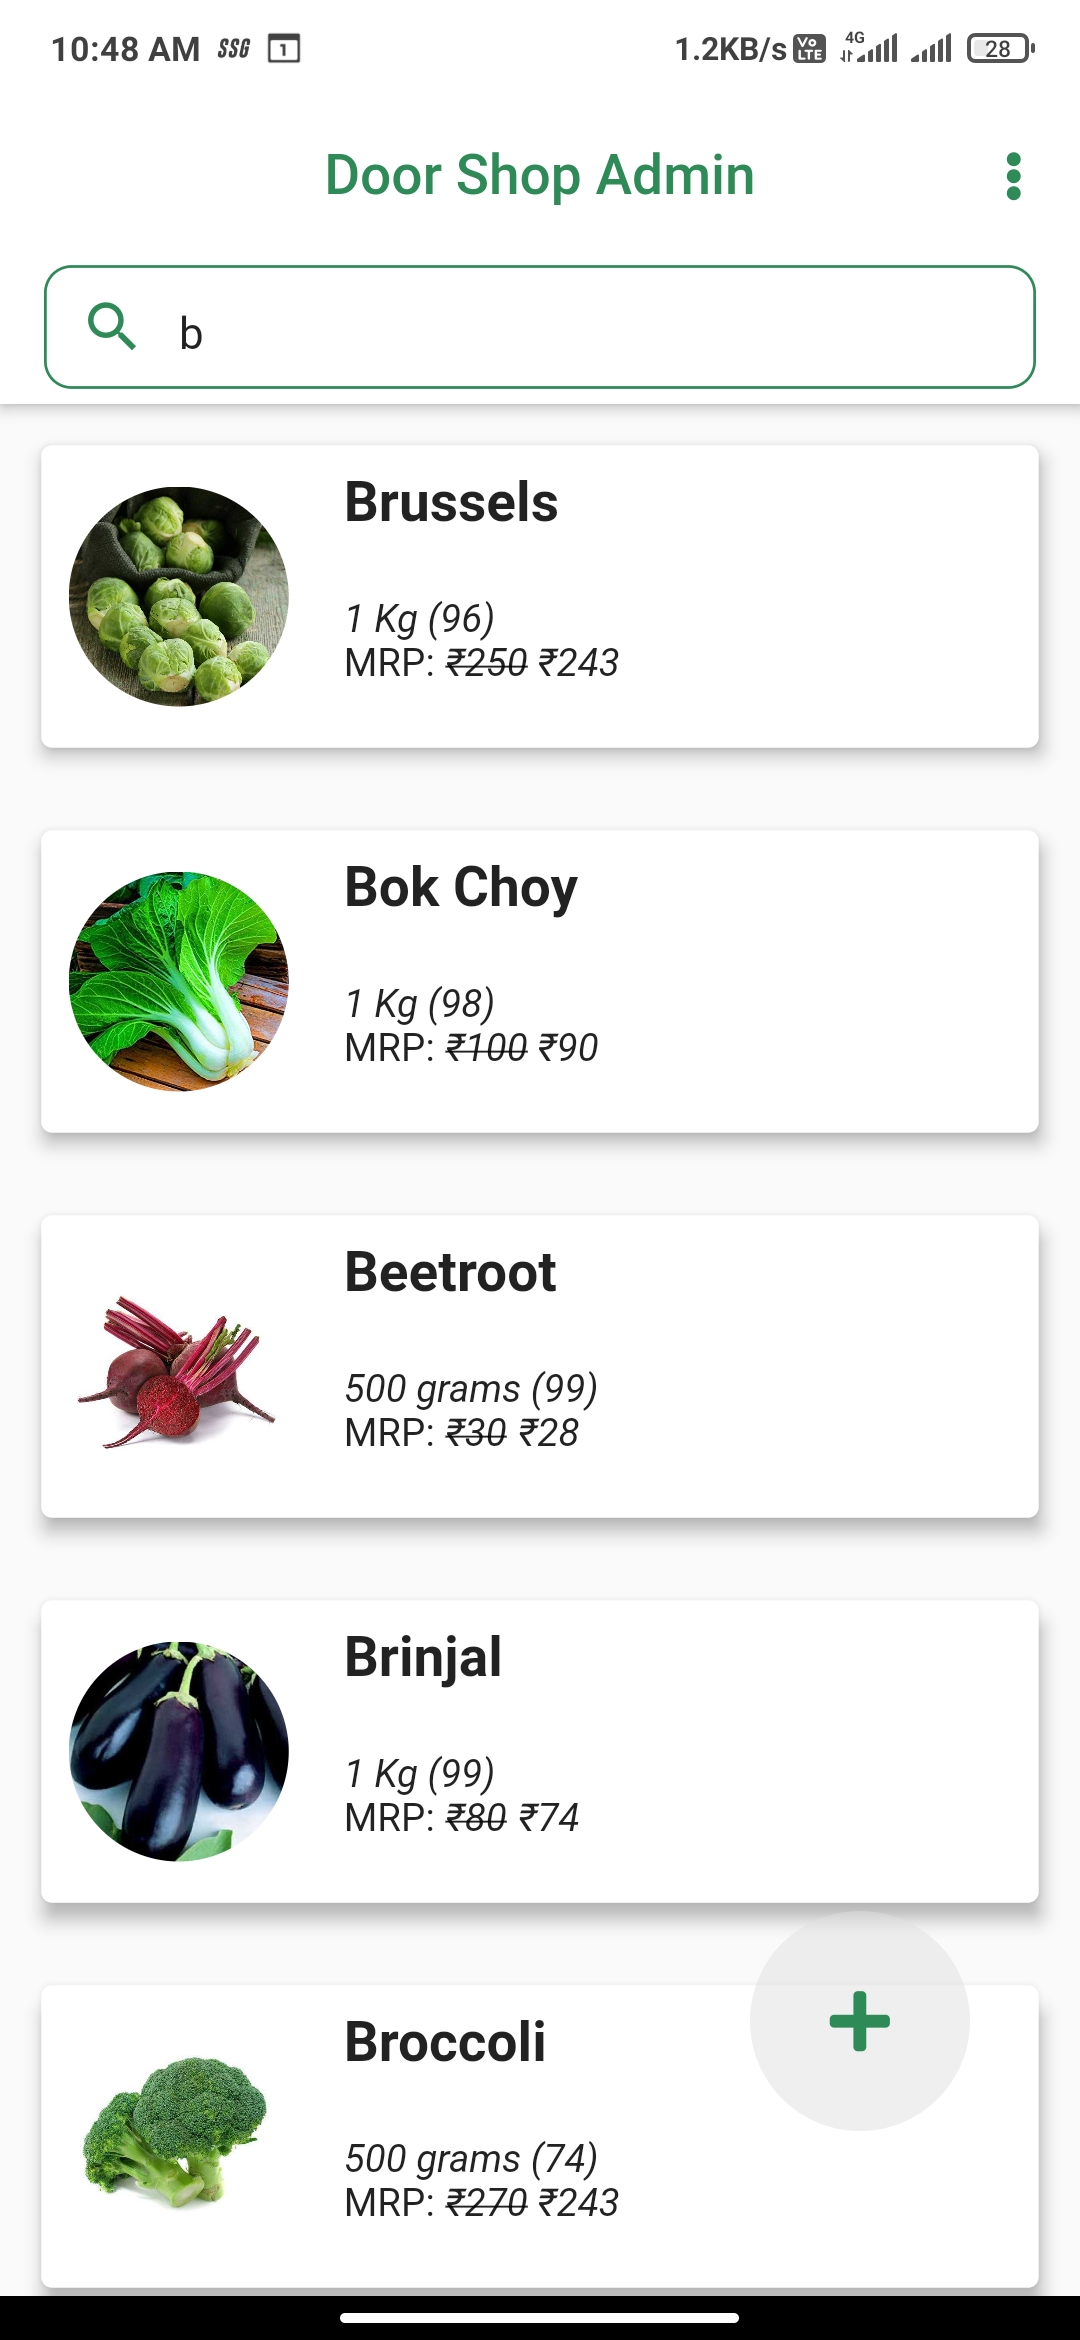 10:48 AM SSG 1 1.2KB/s Vo LTE 4G 28
Door Shop Admin
b
Brussels
1 Kg (96)
MRP: ₹250 ₹243
Bok Choy
1 Kg (98)
MRP: ₹100 ₹90
Beetroot
500 grams (99)
MRP: ₹30 ₹28
Brinjal
1 Kg (99)
MRP: ₹80 ₹74
Broccoli
500 grams (74)
MRP: ₹270 ₹243